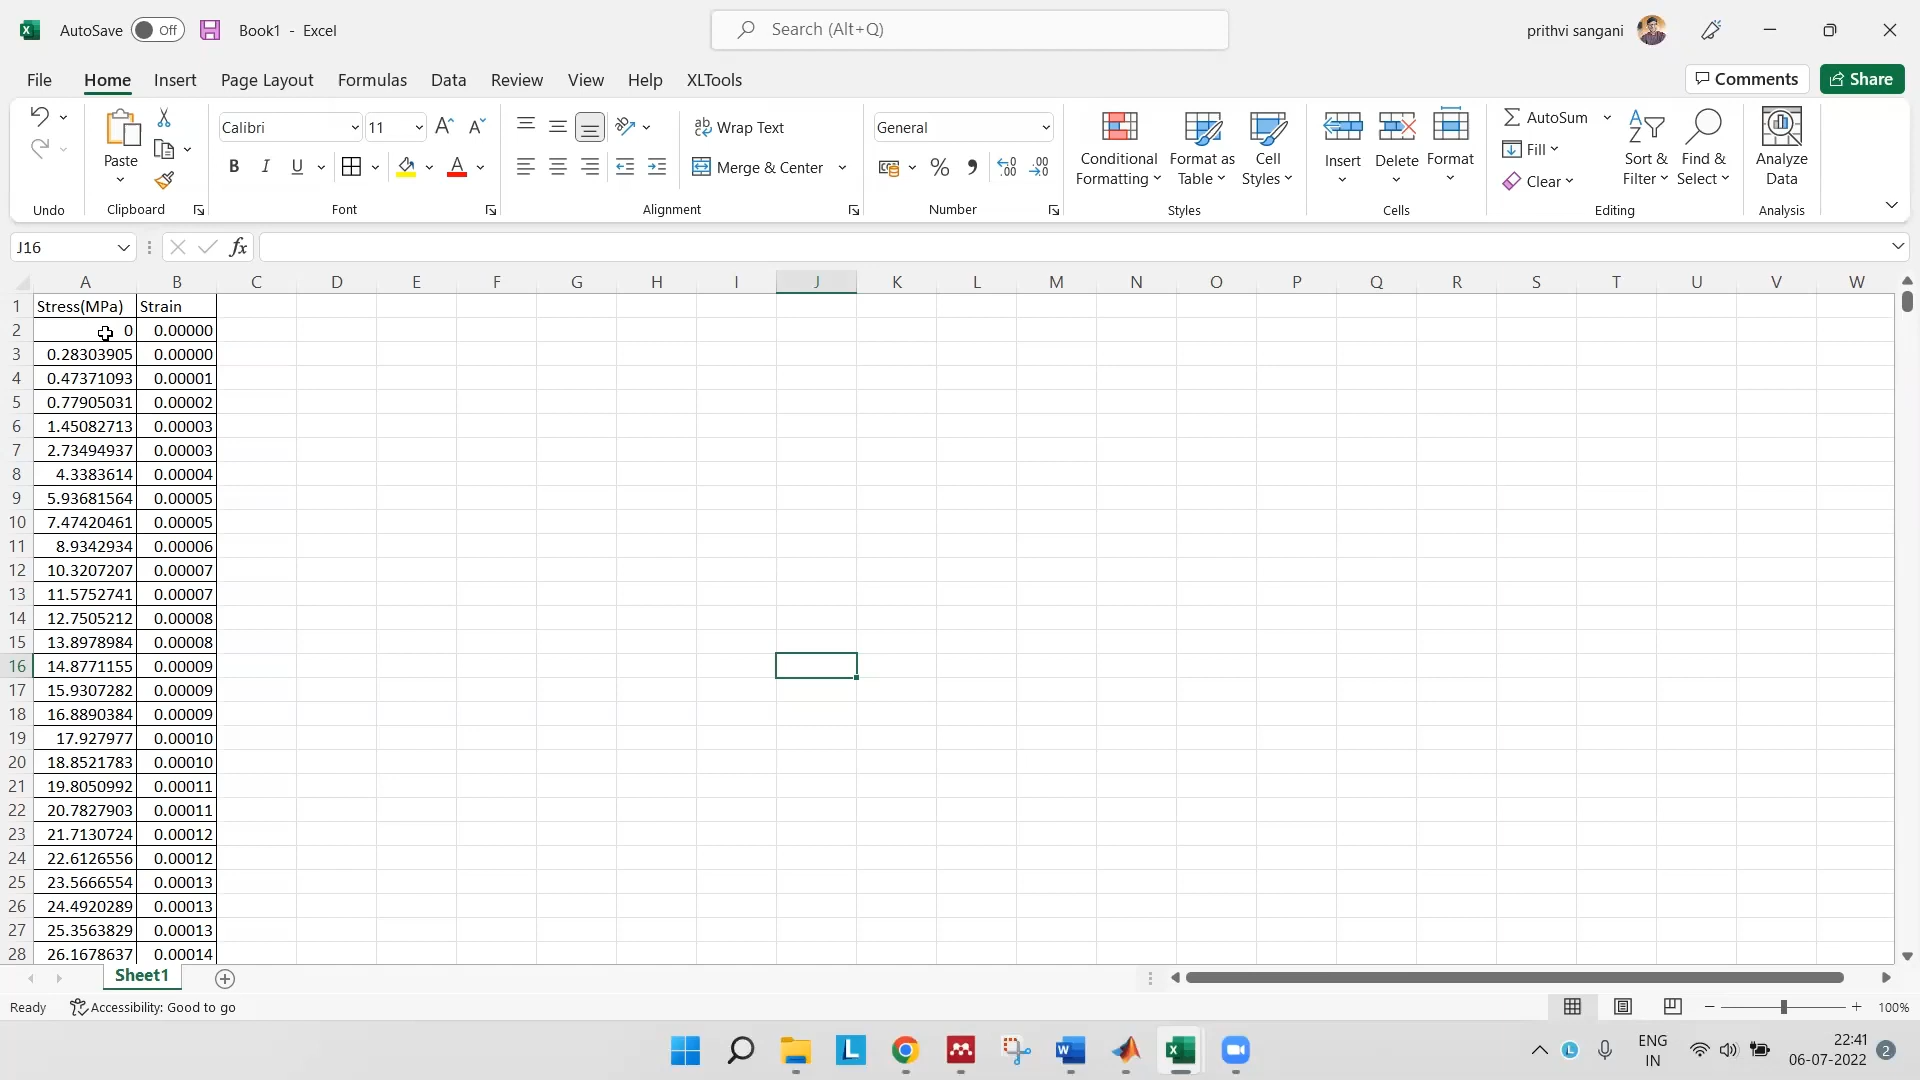 AutoSave Off Book1 - Excel Search (Alt+Q) prithvi sangani
File Home Insert Page Layout Formulas Data Review View Help XLTools Comments Share
Calibri 11 Wrap Text General AutoSum
Paste Conditional Format as Cell Insert Delete Format Fill Sort & Find & Analyze
B I U Merge & Center % Formatting Table Styles Clear Filter Select Data
Undo Clipboard Font Alignment Number Styles Cells Editing Analysis
J16 fx
A B C D E F G H I J K L M N O P Q R S T U V W
1 Stress(MPa) Strain
2 0 0.00000
3 0.28303905 0.00000
4 0.47371093 0.00001
5 0.77905031 0.00002
6 1.45082713 0.00003
7 2.73494937 0.00003
8 4.3383614 0.00004
9 5.93681564 0.00005
10 7.47420461 0.00005
11 8.9342934 0.00006
12 10.3207207 0.00007
13 11.5752741 0.00007
14 12.7505212 0.00008
15 13.8978984 0.00008
16 14.8771155 0.00009
17 15.9307282 0.00009
18 16.8890384 0.00009
19 17.927977 0.00010
20 18.8521783 0.00010
21 19.8050992 0.00011
22 20.7827903 0.00011
23 21.7130724 0.00012
24 22.6126556 0.00012
25 23.5666554 0.00013
26 24.4920289 0.00013
27 25.3563829 0.00013
28 26.1678637 0.00014
Sheet1
Ready Accessibility: Good to go 100%
ENG 22:41
IN 06-07-2022 2